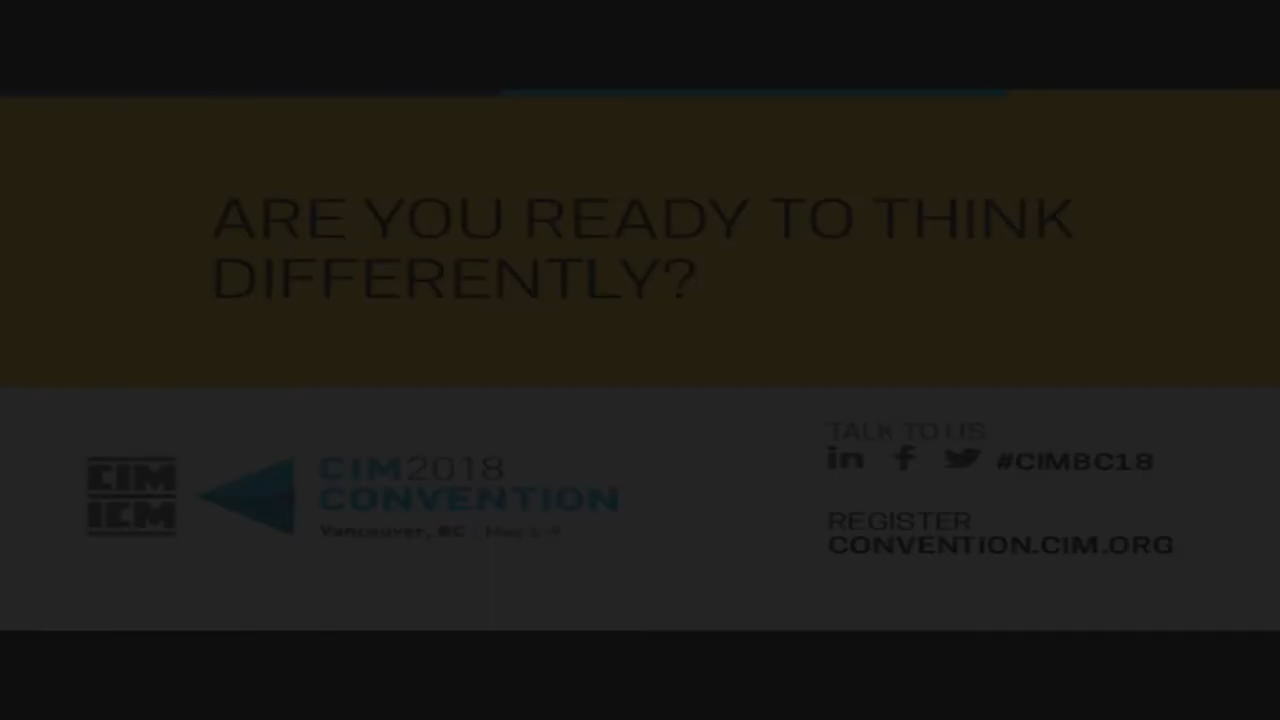 ARE YOU READY TO THINK
DIFFERENTLY?
TALK TO US
#CIMBC18
CIM
ICM
CIM2018
CONVENTION
Vancouver, BC
REGISTER
CONVENTION.CIM.ORG